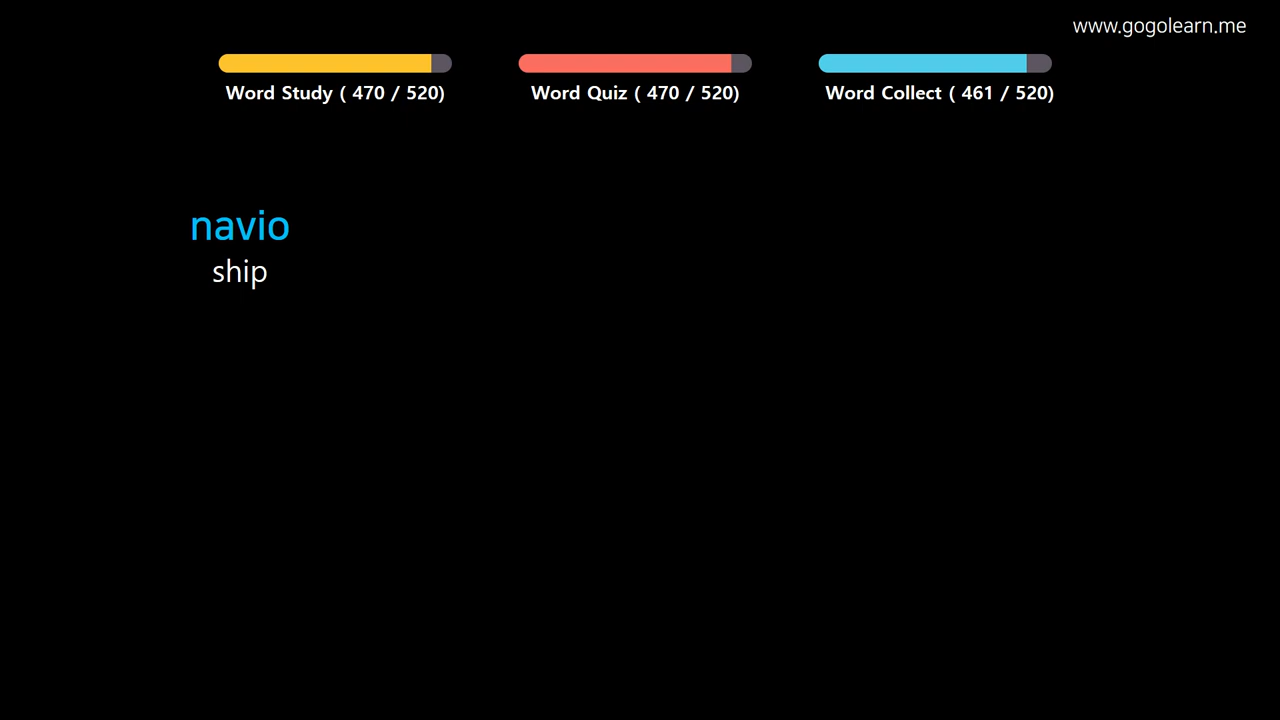 www.gogolearn.me
Word Study ( 470 / 520)
Word Quiz ( 470 / 520)
Word Collect ( 461 / 520)
navio
ship